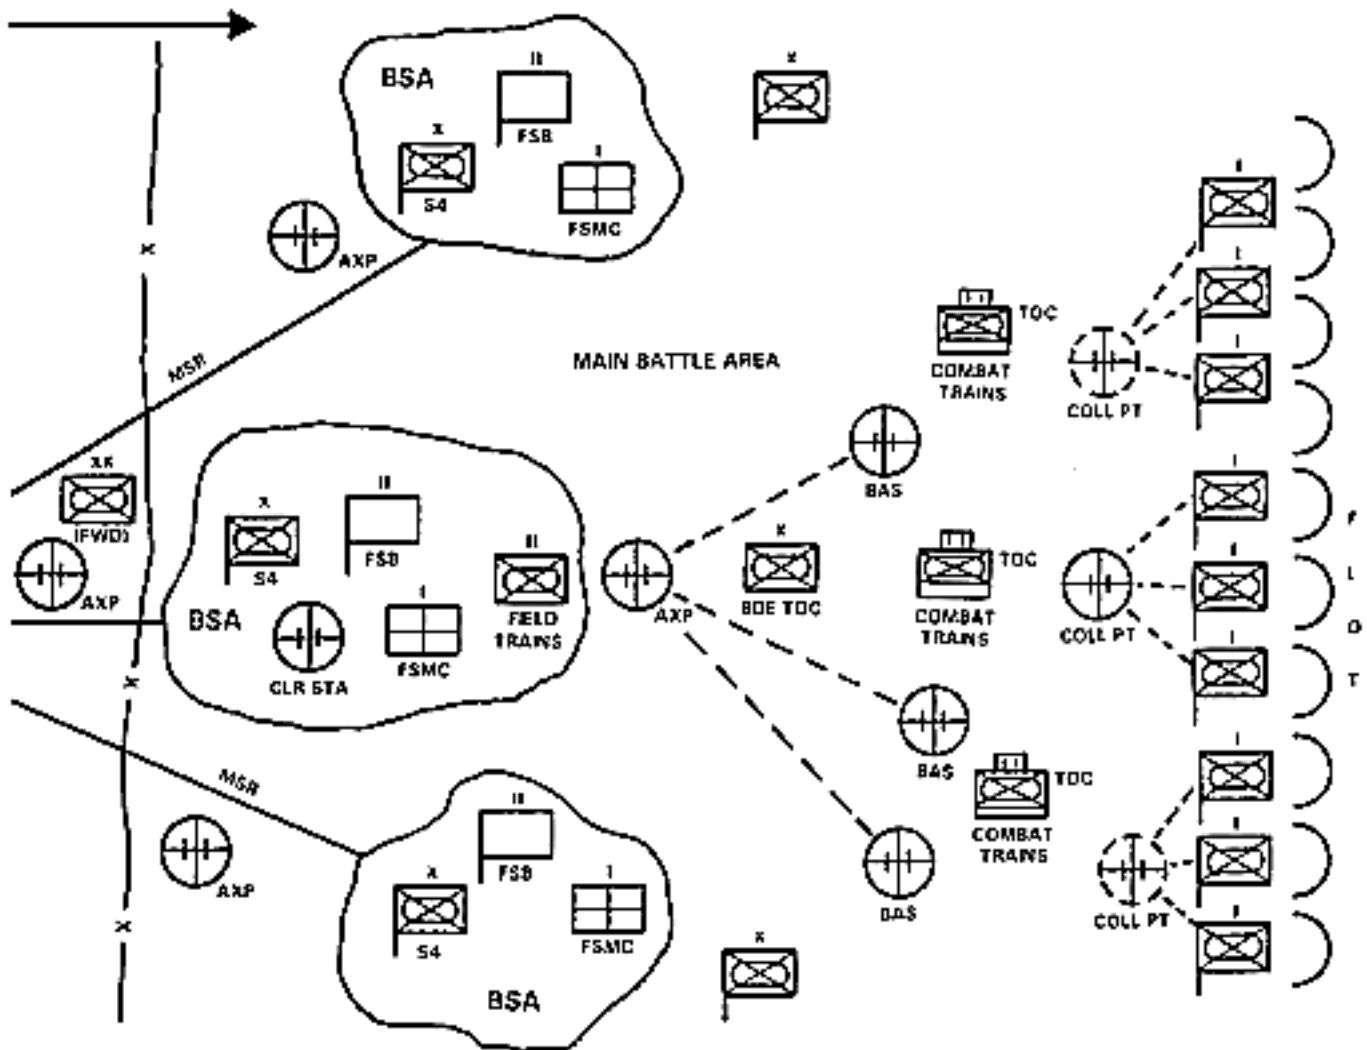 BSA
II
FSB
X
S4
I
FSMC
X
AXP
X
MSR
MAIN BATTLE AREA
TOC
COMBAT
TRAINS
COLL PT
I
I
I
BAS
XX
(FWD)
AXP
X
S4
II
FSB
III
FIELD
TRAINS
BSA
CLR STA
I
FSMC
AXP
X
BDE TOC
TOC
COMBAT
TRAINS
COLL PT
I
I
F
L
O
T
X
MSR
BAS
TOC
COMBAT
TRAINS
I
AXP
II
FSB
X
S4
I
FSMC
BSA
BAS
COLL PT
X
X